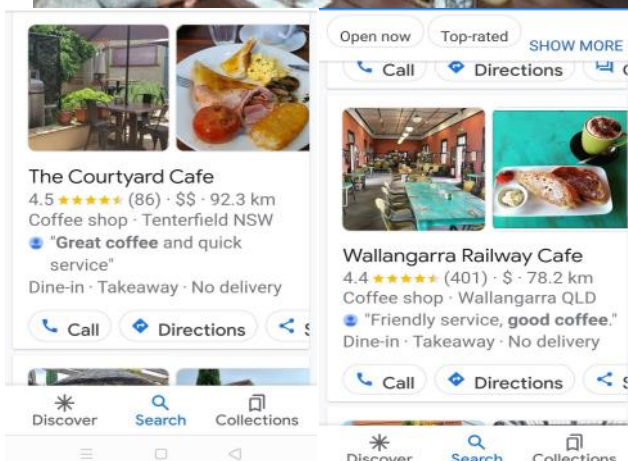 The Courtyard Cafe
4.5 ★★★★★ (86) · $$ · 92.3 km
Coffee shop · Tenterfield NSW
"Great coffee and quick
service"
Dine-in · Takeaway · No delivery
Call Directions
Discover Search Collections
Open now Top-rated SHOW MORE
Call Directions
Wallangarra Railway Cafe
4.4 ★★★★★ (401) · $ · 78.2 km
Coffee shop · Wallangarra QLD
"Friendly service, good coffee."
Dine-in · Takeaway · No delivery
Call Directions
Discover Search Collections